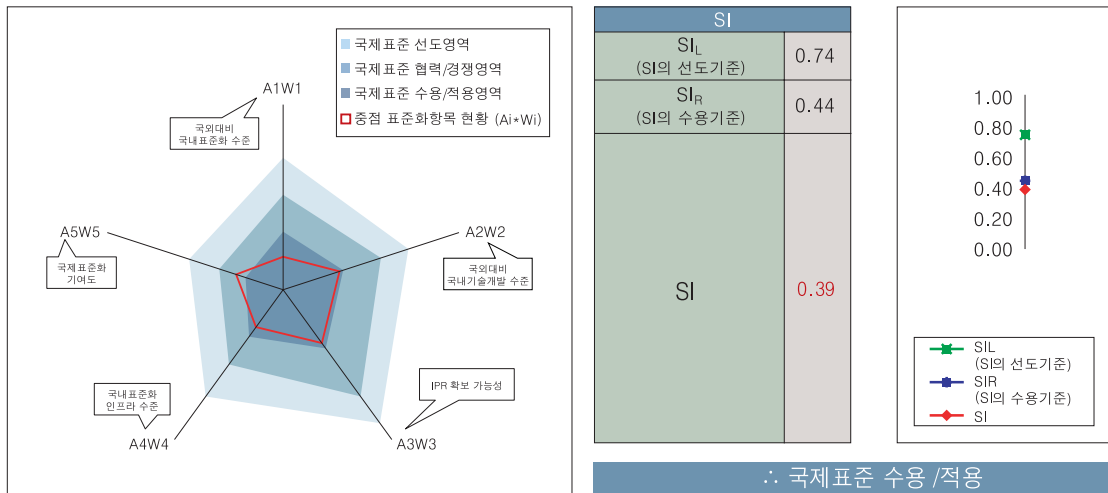 국제표준 선도영역
국제표준 협력/경쟁영역
국제표준 수용/적용영역
중점 표준화항목 현황 (Ai*Wi)
A1W1
국외대비
국내표준화 수준
A5W5
국제표준화
기여도
A2W2
국외대비
국내기술개발 수준
국내표준화
인프라 수준
A4W4
IPR 확보 가능성
A3W3
SI
SIL
(SI의 선도기준)
0.74
SIR
(SI의 수용기준)
0.44
SI
0.39
1.00
0.80
0.60
0.40
0.20
0.00
SIL
(SI의 선도기준)
SIR
(SI의 수용기준)
SI
∴ 국제표준 수용 /적용